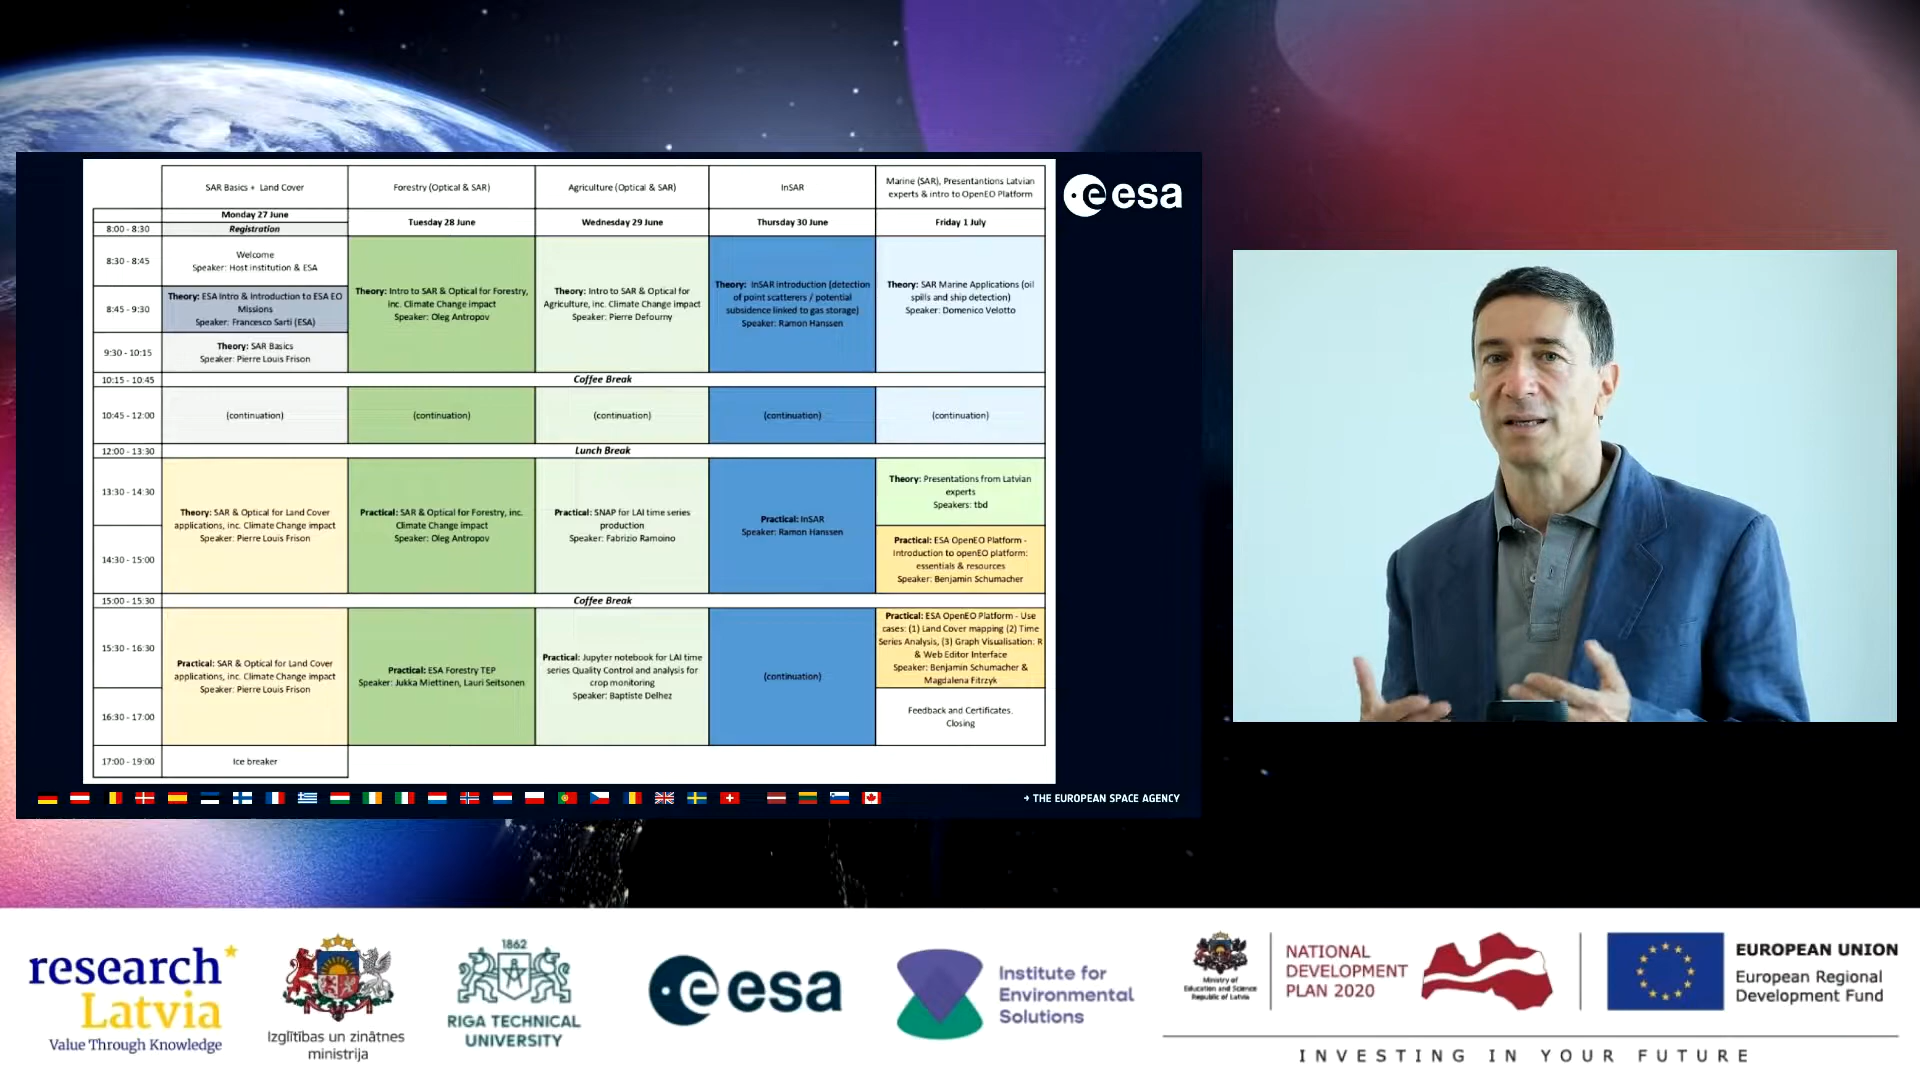 SAR Basics + Land Cover
Forestry (Optical & SAR)
Agriculture (Optical & SAR)
InSAR
Marine (SAR), Presentantions Latvian
experts & intro to OpenEO Platform
Monday 27 June
Tuesday 28 June
Wednesday 29 June
Thursday 30 June
Friday 1 July
8:00 - 8:30
Registration
8:30 - 8:45
Welcome
Speaker: Host institution & ESA
8:45 - 9:30
Theory: ESA Intro & Introduction to ESA EO
Missions
Speaker: Francesco Sarti (ESA)
9:30 - 10:15
Theory: SAR Basics
Speaker: Pierre Louis Frison
Theory: Intro to SAR & Optical for Forestry,
inc. Climate Change impact
Speaker: Oleg Antropov
Theory: Intro to SAR & Optical for
Agriculture, inc. Climate Change impact
Speaker: Pierre Defourny
Theory: InSAR introduction (detection
of point scatterers / potential
subsidence linked to gas storage)
Speaker: Ramon Hanssen
Theory: SAR Marine Applications (oil
spills and ship detection)
Speaker: Domenico Velotto
10:15 - 10:45
Coffee Break
10:45 - 12:00
(continuation)
(continuation)
(continuation)
(continuation)
(continuation)
12:00 - 13:30
Lunch Break
13:30 - 14:30
14:30 - 15:00
Theory: SAR & Optical for Land Cover
applications, inc. Climate Change impact
Speaker: Pierre Louis Frison
Practical: SAR & Optical for Forestry, inc.
Climate Change impact
Speaker: Oleg Antropov
Practical: SNAP for LAI time series
production
Speaker: Fabrizio Ramoino
Practical: InSAR
Speaker: Ramon Hanssen
Theory: Presentations from Latvian
experts
Speakers: tbd
Practical: ESA OpenEO Platform -
Introduction to openEO platform:
essentials & resources
Speaker: Benjamin Schumacher
15:00 - 15:30
Coffee Break
15:30 - 16:30
16:30 - 17:00
Practical: SAR & Optical for Land Cover
applications, inc. Climate Change impact
Speaker: Pierre Louis Frison
Practical: ESA Forestry TEP
Speaker: Jukka Miettinen, Lauri Seitsonen
Practical: Jupyter notebook for LAI time
series Quality Control and analysis for
crop monitoring
Speaker: Baptiste Delhez
(continuation)
Practical: ESA OpenEO Platform - Use
cases: (1) Land Cover mapping (2) Time
Series Analysis, (3) Graph Visualisation: R
& Web Editor Interface
Speaker: Benjamin Schumacher &
Magdalena Fitrzyk
Feedback and Certificates.
Closing
17:00 - 19:00
Ice breaker
esa
→ THE EUROPEAN SPACE AGENCY
research
Latvia
Value Through Knowledge
Izglītības un zinātnes
ministrija
1862
RIGA TECHNICAL
UNIVERSITY
esa
Institute for
Environmental
Solutions
Ministry of
Education and Science
Republic of Latvia
NATIONAL
DEVELOPMENT
PLAN 2020
EUROPEAN UNION
European Regional
Development Fund
INVESTING IN YOUR FUTURE